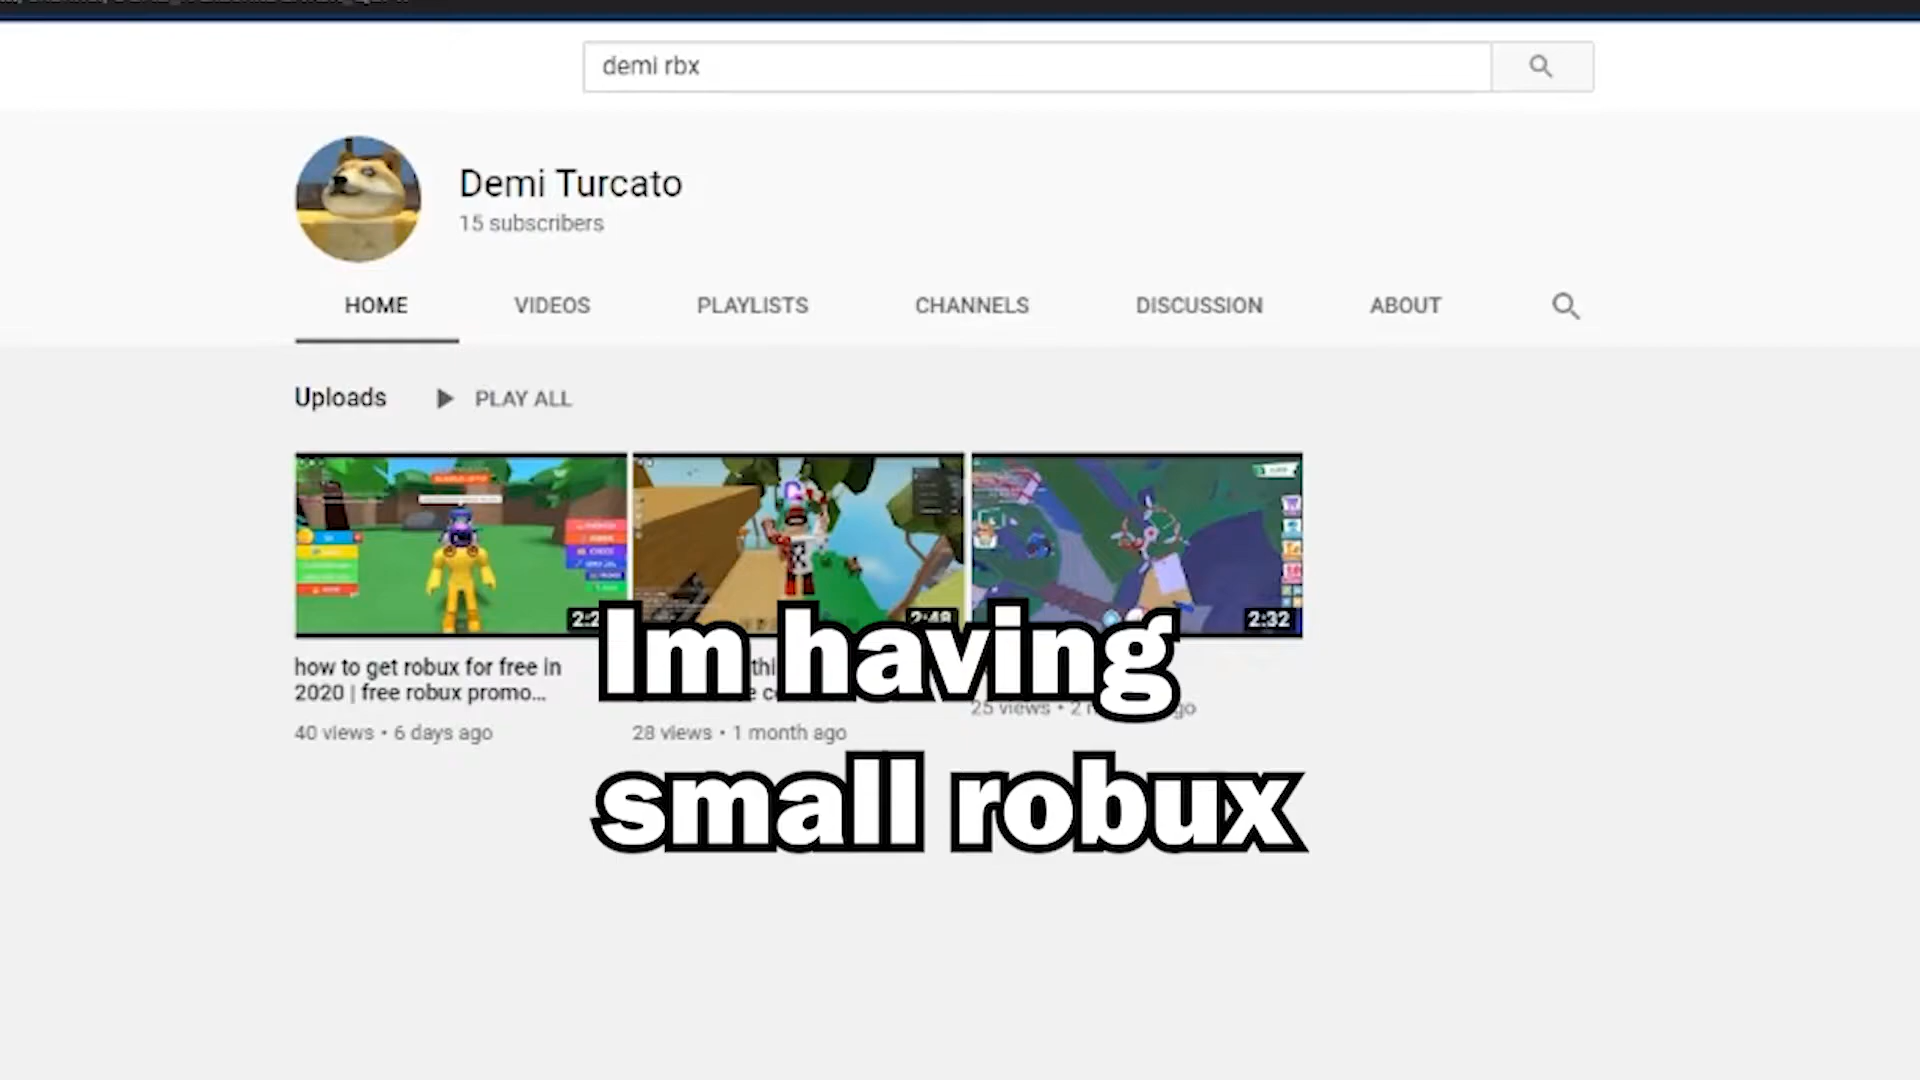 demi rbx
Demi Turcato
15 subscribers
HOME VIDEOS PLAYLISTS CHANNELS DISCUSSION ABOUT
Uploads PLAY ALL
2:32
how to get robux for free in
2020 | free robux promo...
40 views • 6 days ago
28 views • 1 month ago
25 views
Im having
small robux